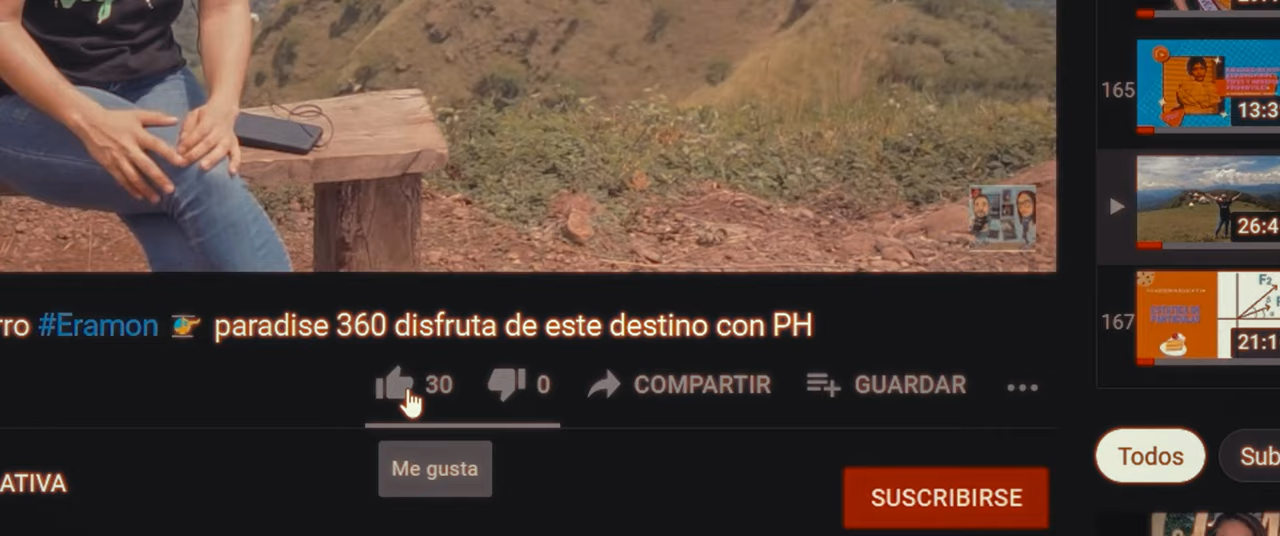 rro #Eramon paradise 360 disfruta de este destino con PH
30 0 COMPARTIR GUARDAR
Me gusta
ATIVA
SUSCRIBIRSE
165
13:3
26:4
167
F2
21:1
Todos Sub